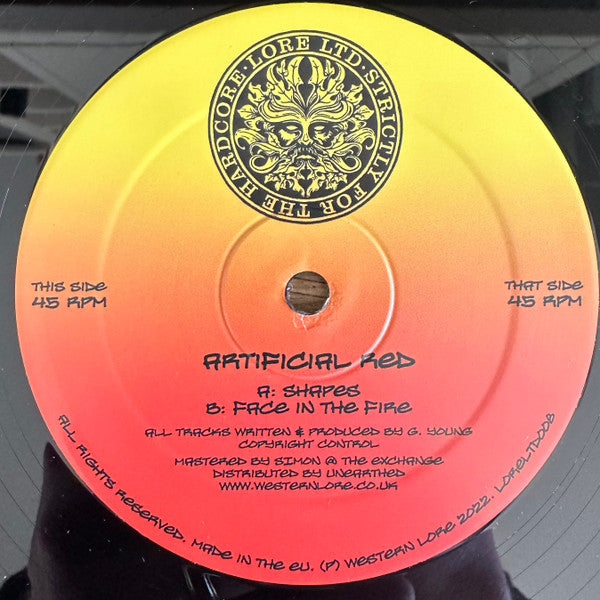 LORE LTD · STRICTLY FOR THE HARDCORE ·
THIS SIDE
45 RPM
THAT SIDE
45 RPM
ARTIFICIAL RED
A: SHAPES
B: FACE IN THE FIRE
ALL TRACKS WRITTEN & PRODUCED BY G. YOUNG
COPYRIGHT CONTROL
MASTERED BY SIMON @ THE EXCHANGE
DISTRIBUTED BY UNEARTHED
WWW.WESTERNLORE.CO.UK
ALL RIGHTS RESERVED. MADE IN THE EU. (P) WESTERN LORE 2022. LORELTD008